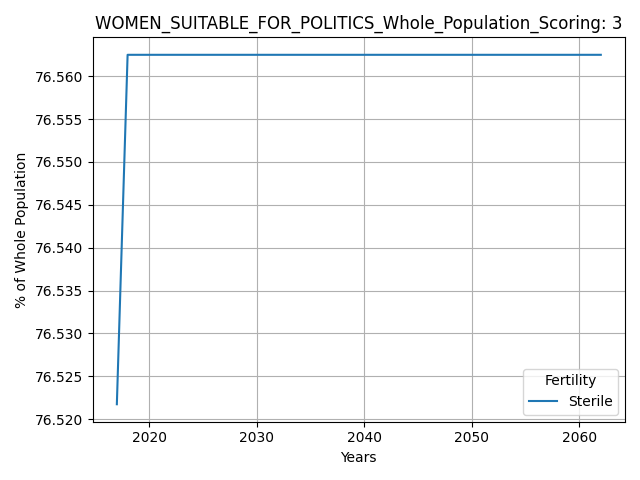 WOMEN_SUITABLE_FOR_POLITICS_Whole_Population_Scoring: 3
% of Whole Population
76.560
76.555
76.550
76.545
76.540
76.535
76.530
76.525
76.520
Fertility
Sterile
2020 2030 2040 2050 2060
Years